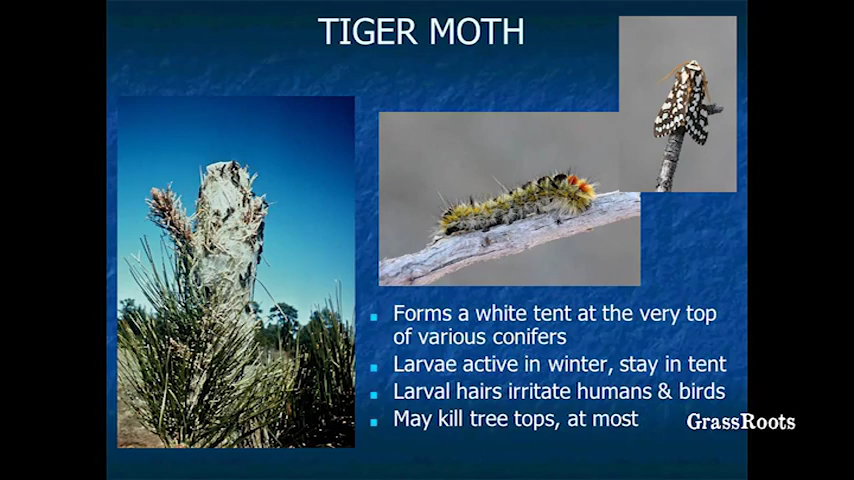 TIGER MOTH
Forms a white tent at the very top
of various conifers
Larvae active in winter, stay in tent
Larval hairs irritate humans & birds
May kill tree tops, at most
GrassRoots